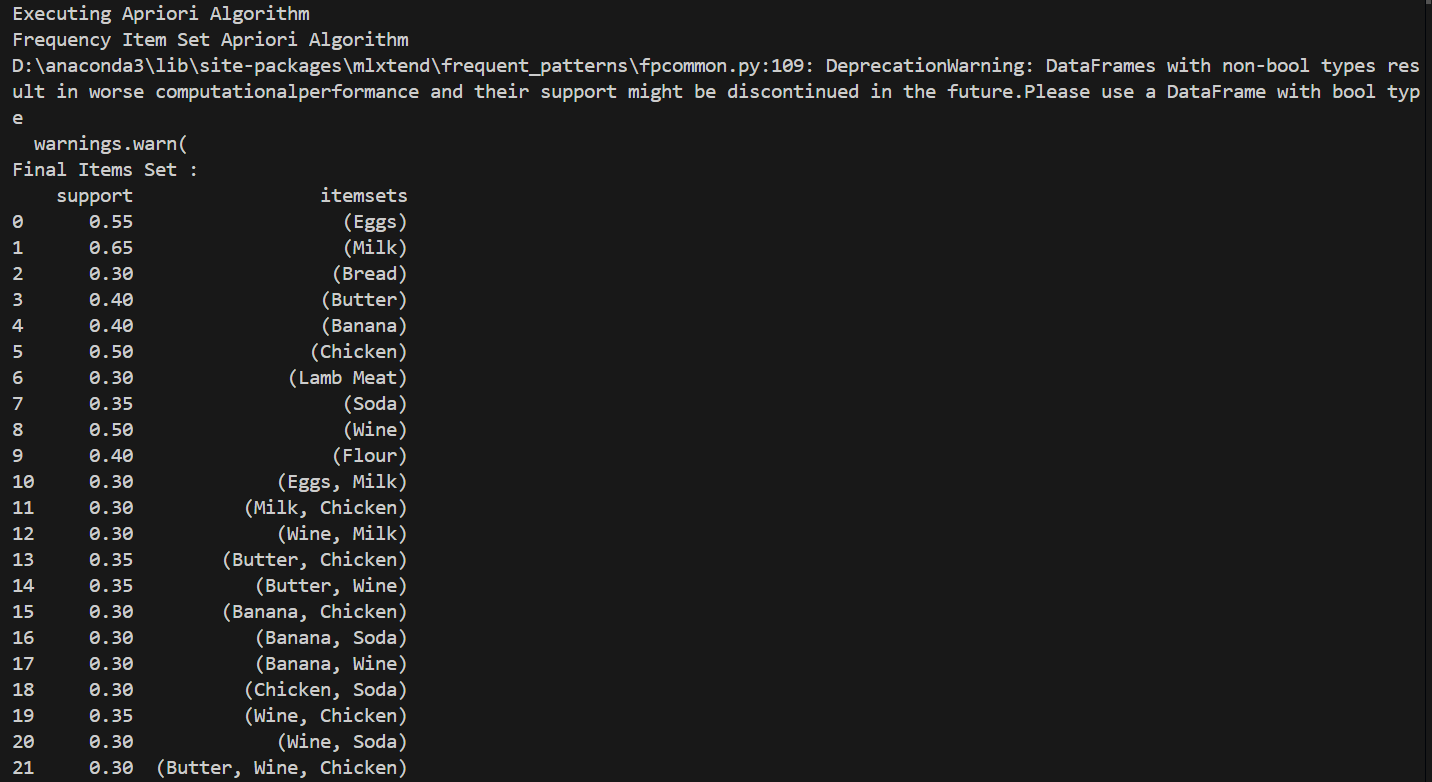 Executing Apriori Algorithm
Frequency Item Set Apriori Algorithm
D:\anaconda3\lib\site-packages\mlxtend\frequent_patterns\fpcommon.py:109: DeprecationWarning: DataFrames with non-bool types res
ult in worse computationalperformance and their support might be discontinued in the future.Please use a DataFrame with bool typ
e
  warnings.warn(
Final Items Set :
    support                 itemsets
0      0.55                   (Eggs)
1      0.65                   (Milk)
2      0.30                  (Bread)
3      0.40                 (Butter)
4      0.40                 (Banana)
5      0.50                (Chicken)
6      0.30              (Lamb Meat)
7      0.35                   (Soda)
8      0.50                   (Wine)
9      0.40                  (Flour)
10     0.30             (Eggs, Milk)
11     0.30          (Milk, Chicken)
12     0.30             (Wine, Milk)
13     0.35        (Butter, Chicken)
14     0.35           (Butter, Wine)
15     0.30        (Banana, Chicken)
16     0.30           (Banana, Soda)
17     0.30           (Banana, Wine)
18     0.30          (Chicken, Soda)
19     0.35          (Wine, Chicken)
20     0.30             (Wine, Soda)
21     0.30  (Butter, Wine, Chicken)